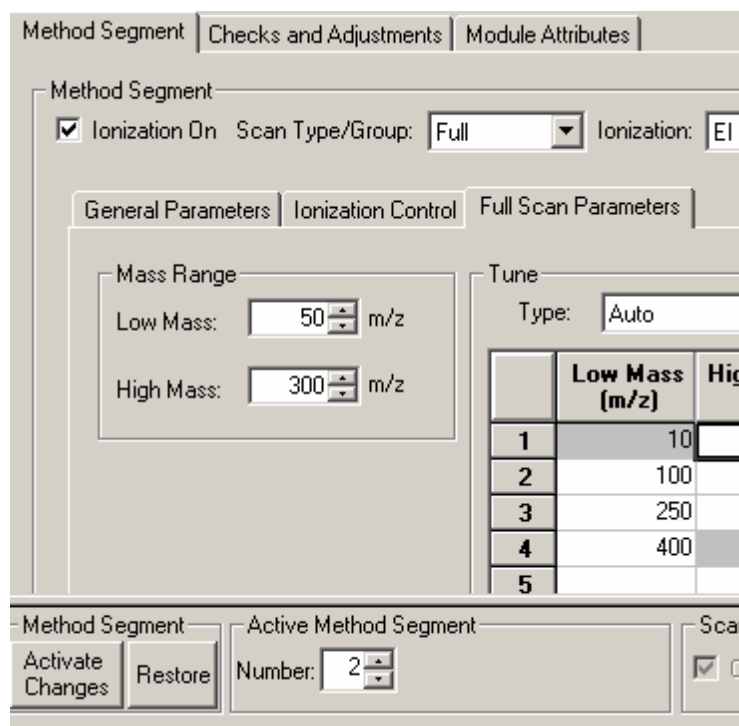 Method Segment Checks and Adjustments Module Attributes
Method Segment
Ionization On Scan Type/Group: Full Ionization: EI
General Parameters Ionization Control Full Scan Parameters
Mass Range Tune
Low Mass: 50 m/z Type: Auto
High Mass: 300 m/z
Low Mass (m/z) Hig
1 10
2 100
3 250
4 400
5
Method Segment Active Method Segment Sca
Activate Changes Restore Number: 2